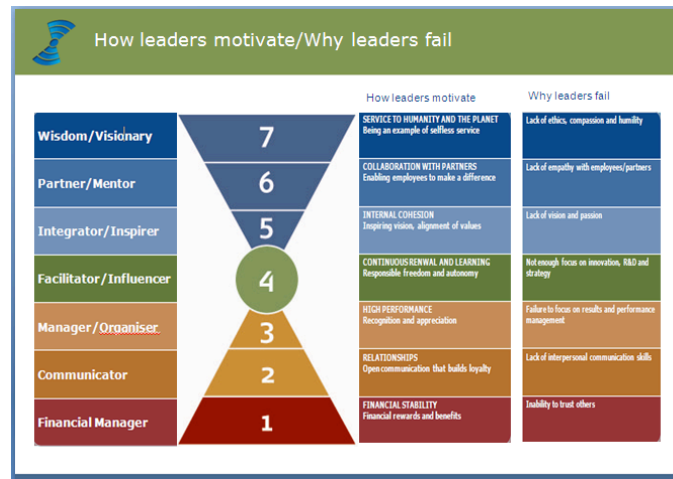 How leaders motivate/Why leaders fail
How leaders motivate
Why leaders fail
Wisdom/Visionary
7
SERVICE TO HUMANITY AND THE PLANET
Being an example of selfless service
Lack of ethics, compassion and humility
Partner/Mentor
6
COLLABORATION WITH PARTNERS
Enabling employees to make a difference
Lack of empathy with employees/partners
Integrator/Inspirer
5
INTERNAL COHESION
Inspiring vision, alignment of values
Lack of vision and passion
Facilitator/Influencer
4
CONTINUOUS RENWAL AND LEARNING
Responsible freedom and autonomy
Not enough focus on innovation, R&D and
strategy
Manager/Organiser
3
HIGH PERFORMANCE
Recognition and appreciation
Failure to focus on results and performance
management
Communicator
2
RELATIONSHIPS
Open communication that builds loyalty
Lack of interpersonal communication skills
Financial Manager
1
FINANCIAL STABILITY
Financial rewards and benefits
Inability to trust others